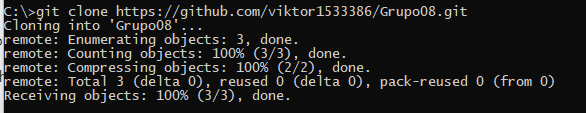 C:\>git clone https://github.com/viktor1533386/Grupo08.git
Cloning into 'Grupo08'...
remote: Enumerating objects: 3, done.
remote: Counting objects: 100% (3/3), done.
remote: Compressing objects: 100% (2/2), done.
remote: Total 3 (delta 0), reused 0 (delta 0), pack-reused 0 (from 0)
Receiving objects: 100% (3/3), done.